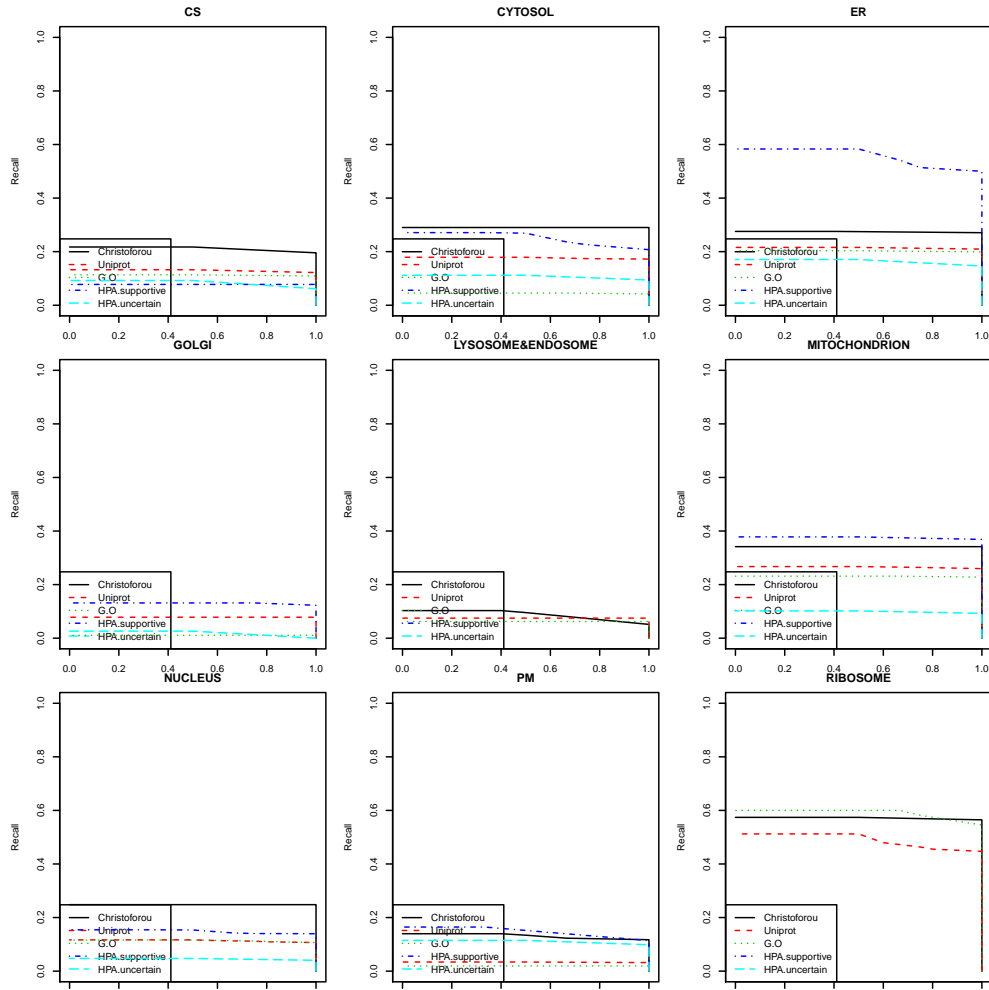 CS
CYTOSOL
ER
1.0
0.8
0.6
0.4
0.2
0.0
Recall
Christoforou
Uniprot
G.O
HPA.supportive
HPA.uncertain
0.0 0.2 0.4 0.6 0.8 1.0
1.0
0.8
0.6
0.4
0.2
0.0
Recall
Christoforou
Uniprot
G.O
HPA.supportive
HPA.uncertain
0.0 0.2 0.4 0.6 0.8 1.0
1.0
0.8
0.6
0.4
0.2
0.0
Recall
Christoforou
Uniprot
G.O
HPA.supportive
HPA.uncertain
0.0 0.2 0.4 0.6 0.8 1.0
GOLGI
LYSOSOME&ENDOSOME
MITOCHONDRION
1.0
0.8
0.6
0.4
0.2
0.0
Recall
Christoforou
Uniprot
G.O
HPA.supportive
HPA.uncertain
0.0 0.2 0.4 0.6 0.8 1.0
1.0
0.8
0.6
0.4
0.2
0.0
Recall
Christoforou
Uniprot
G.O
HPA.supportive
HPA.uncertain
0.0 0.2 0.4 0.6 0.8 1.0
1.0
0.8
0.6
0.4
0.2
0.0
Recall
Christoforou
Uniprot
G.O
HPA.supportive
HPA.uncertain
0.0 0.2 0.4 0.6 0.8 1.0
NUCLEUS
PM
RIBOSOME
1.0
0.8
0.6
0.4
0.2
0.0
Recall
Christoforou
Uniprot
G.O
HPA.supportive
HPA.uncertain
1.0
0.8
0.6
0.4
0.2
0.0
Recall
Christoforou
Uniprot
G.O
HPA.supportive
HPA.uncertain
1.0
0.8
0.6
0.4
0.2
0.0
Recall
Christoforou
Uniprot
G.O
HPA.supportive
HPA.uncertain